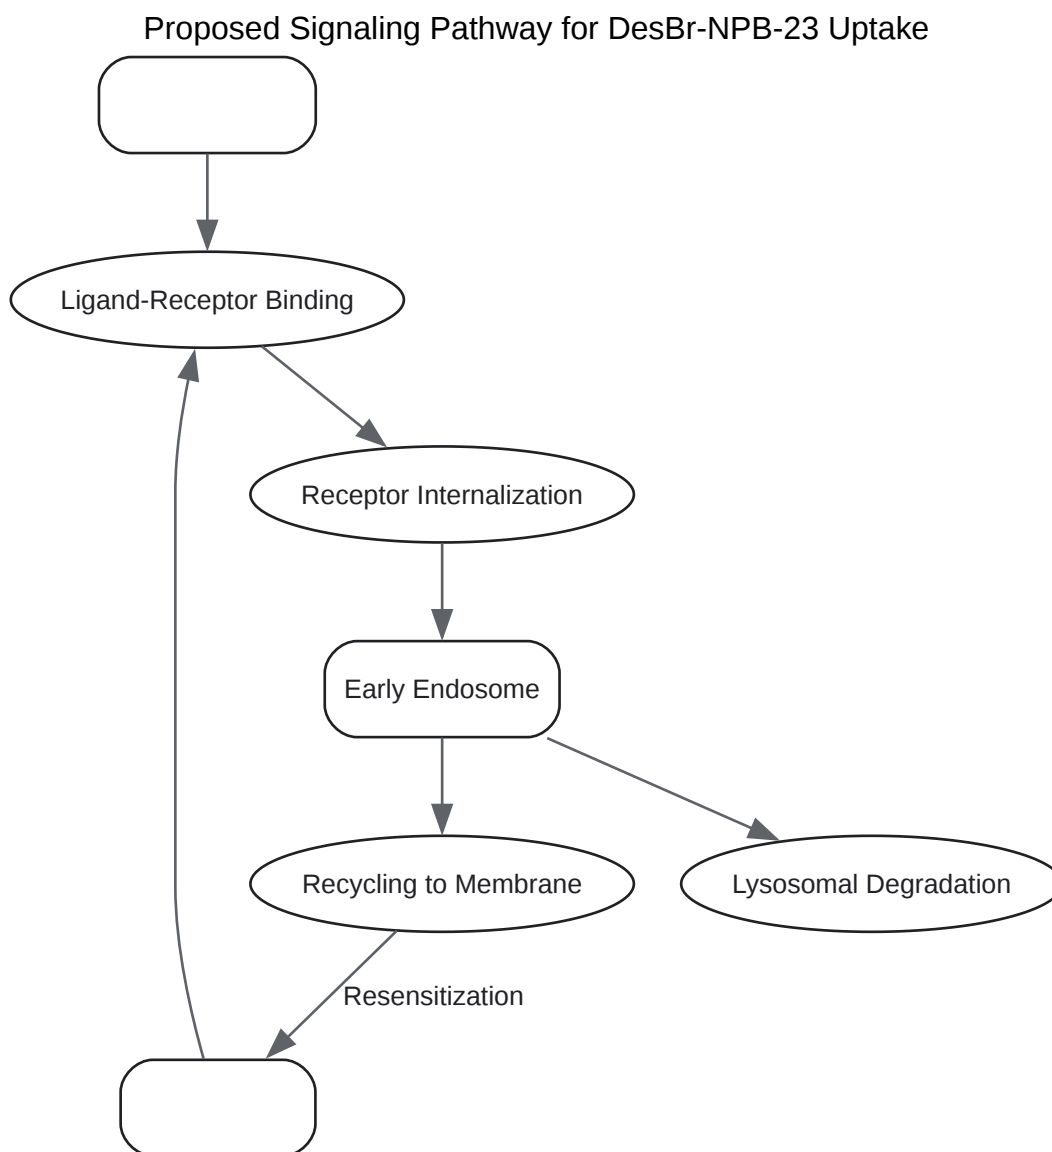 Proposed Signaling Pathway for DesBr-NPB-23 Uptake
Ligand-Receptor Binding
Receptor Internalization
Early Endosome
Recycling to Membrane
Lysosomal Degradation
Resensitization